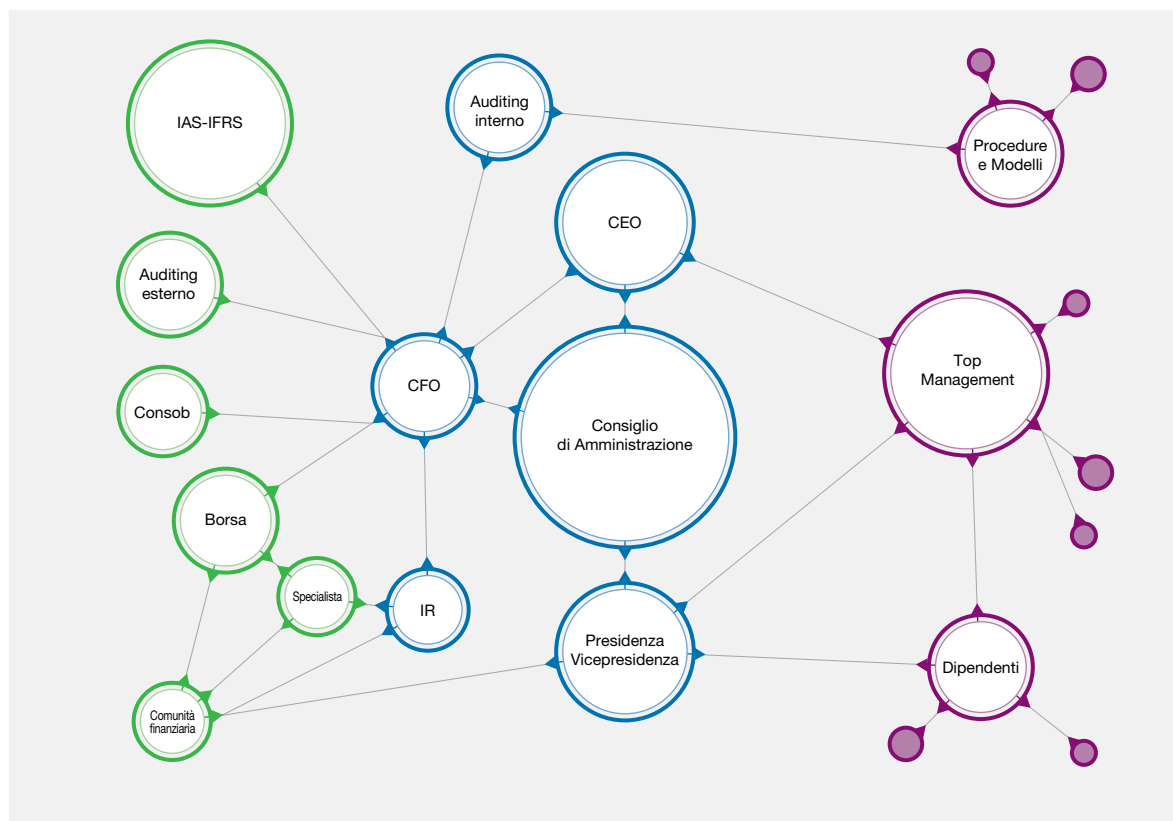 IAS-IFRS
Auditing
interno
Procedure
e Modelli
CEO
Auditing
esterno
Top
Management
CFO
Consob
Consiglio
di Amministrazione
Borsa
Specialista
IR
Presidenza
Vicepresidenza
Dipendenti
Comunità
finanziaria